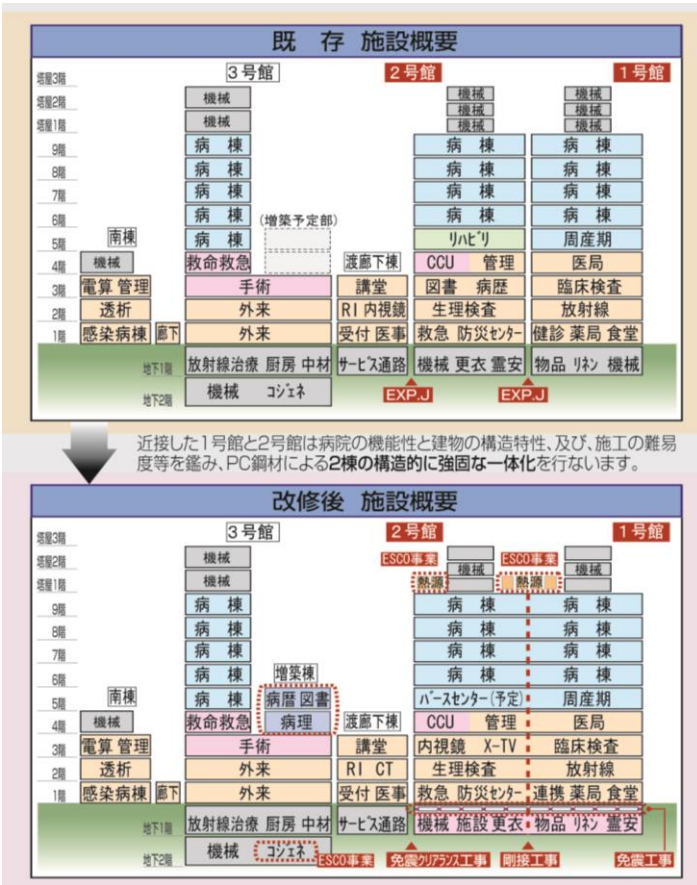 既 存 施設概要
3号館 2号館 1号館
塔屋3階
塔屋2階 機械 機械 機械
機械 機械
塔屋1階 機械 機械 機械
9階 病 棟 病 棟 病 棟
8階 病 棟 病 棟 病 棟
7階 病 棟 病 棟 病 棟
6階 病 棟 (増築予定部) 病 棟 病 棟
5階 南棟 病 棟 リハビリ 周産期
4階 機械 救命救急 渡廊下棟 CCU 管理 医局
3階 電算 管理 手術 講堂 図書 病歴 臨床検査
2階 透析 外来 RI 内視鏡 生理検査 放射線
1階 感染病棟 廊下 外来 受付 医事 救急 防災センター 健診 薬局 食堂
地下1階 放射線治療 厨房 中材 サービス通路 機械 更衣 霊安 物品 リネン 機械
地下2階 機械 コジェネ EXP.J EXP.J
近接した1号館と2号館は病院の機能性と建物の構造特性、及び、施工の難易
度等を鑑み、PC鋼材による2棟の構造的に強固な一体化を行ないます。
改修後 施設概要
3号館 2号館 1号館
塔屋3階
塔屋2階 機械 ESCO事業 機械 ESCO事業 機械
塔屋1階 機械 熱源 熱源
9階 病 棟 病 棟 病 棟
8階 病 棟 病 棟 病 棟
7階 病 棟 病 棟 病 棟
6階 病 棟 増築棟 病 棟 病 棟
5階 南棟 病 棟 病暦 図書 バースセンター(予定) 周産期
4階 機械 救命救急 病理 渡廊下棟 CCU 管理 医局
3階 電算 管理 手術 講堂 内視鏡 X-TV 臨床検査
2階 透析 外来 RI CT 生理検査 放射線
1階 感染病棟 廊下 外来 受付 医事 救急 防災センター 連携 薬局 食堂
地下1階 放射線治療 厨房 中材 サービス通路 機械 施設 更衣 物品 リネン 霊安
地下2階 機械 コジェネ ESCO事業 免震クリアランス工事 剛接工事 免震工事